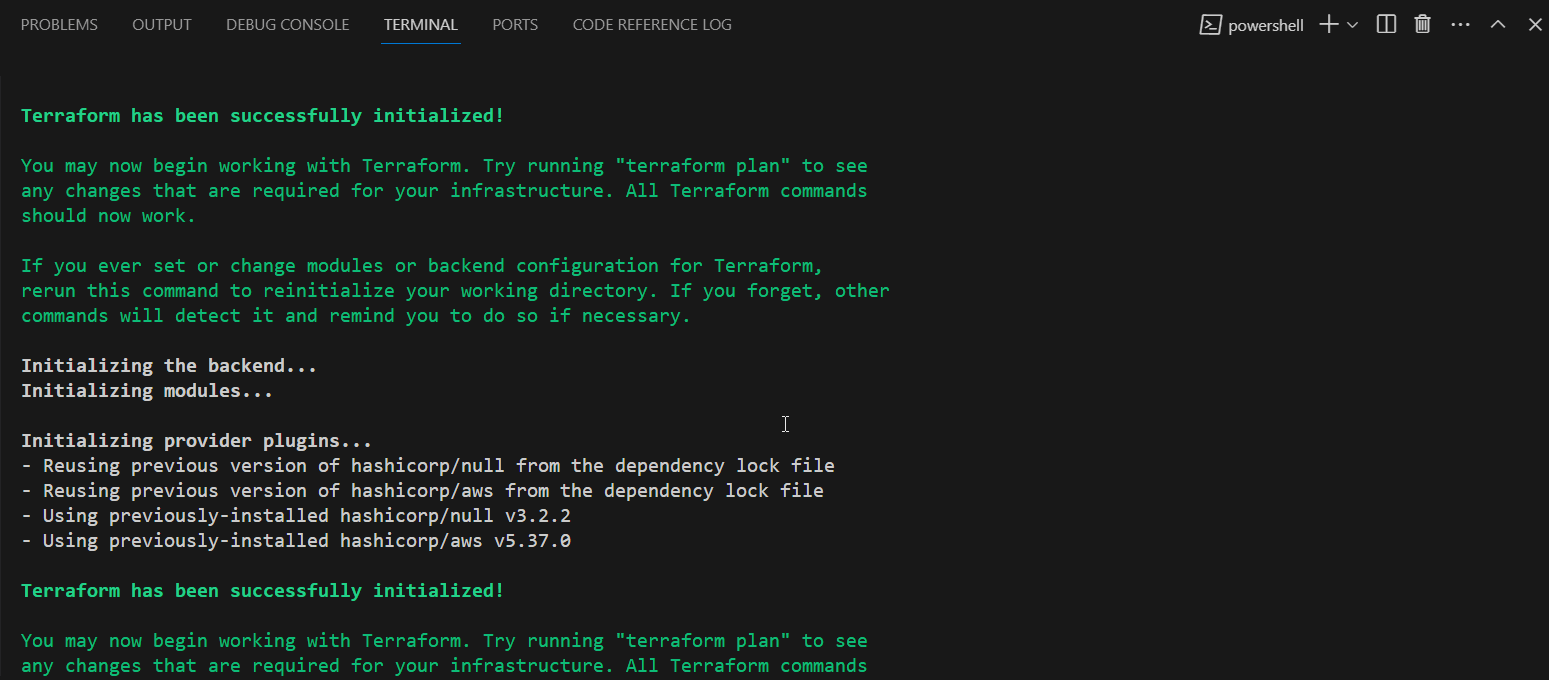 PROBLEMS OUTPUT DEBUG CONSOLE TERMINAL PORTS CODE REFERENCE LOG powershell
Terraform has been successfully initialized!
You may now begin working with Terraform. Try running "terraform plan" to see
any changes that are required for your infrastructure. All Terraform commands
should now work.
If you ever set or change modules or backend configuration for Terraform,
rerun this command to reinitialize your working directory. If you forget, other
commands will detect it and remind you to do so if necessary.
Initializing the backend...
Initializing modules...
Initializing provider plugins...
- Reusing previous version of hashicorp/null from the dependency lock file
- Reusing previous version of hashicorp/aws from the dependency lock file
- Using previously-installed hashicorp/null v3.2.2
- Using previously-installed hashicorp/aws v5.37.0
Terraform has been successfully initialized!
You may now begin working with Terraform. Try running "terraform plan" to see
any changes that are required for your infrastructure. All Terraform commands